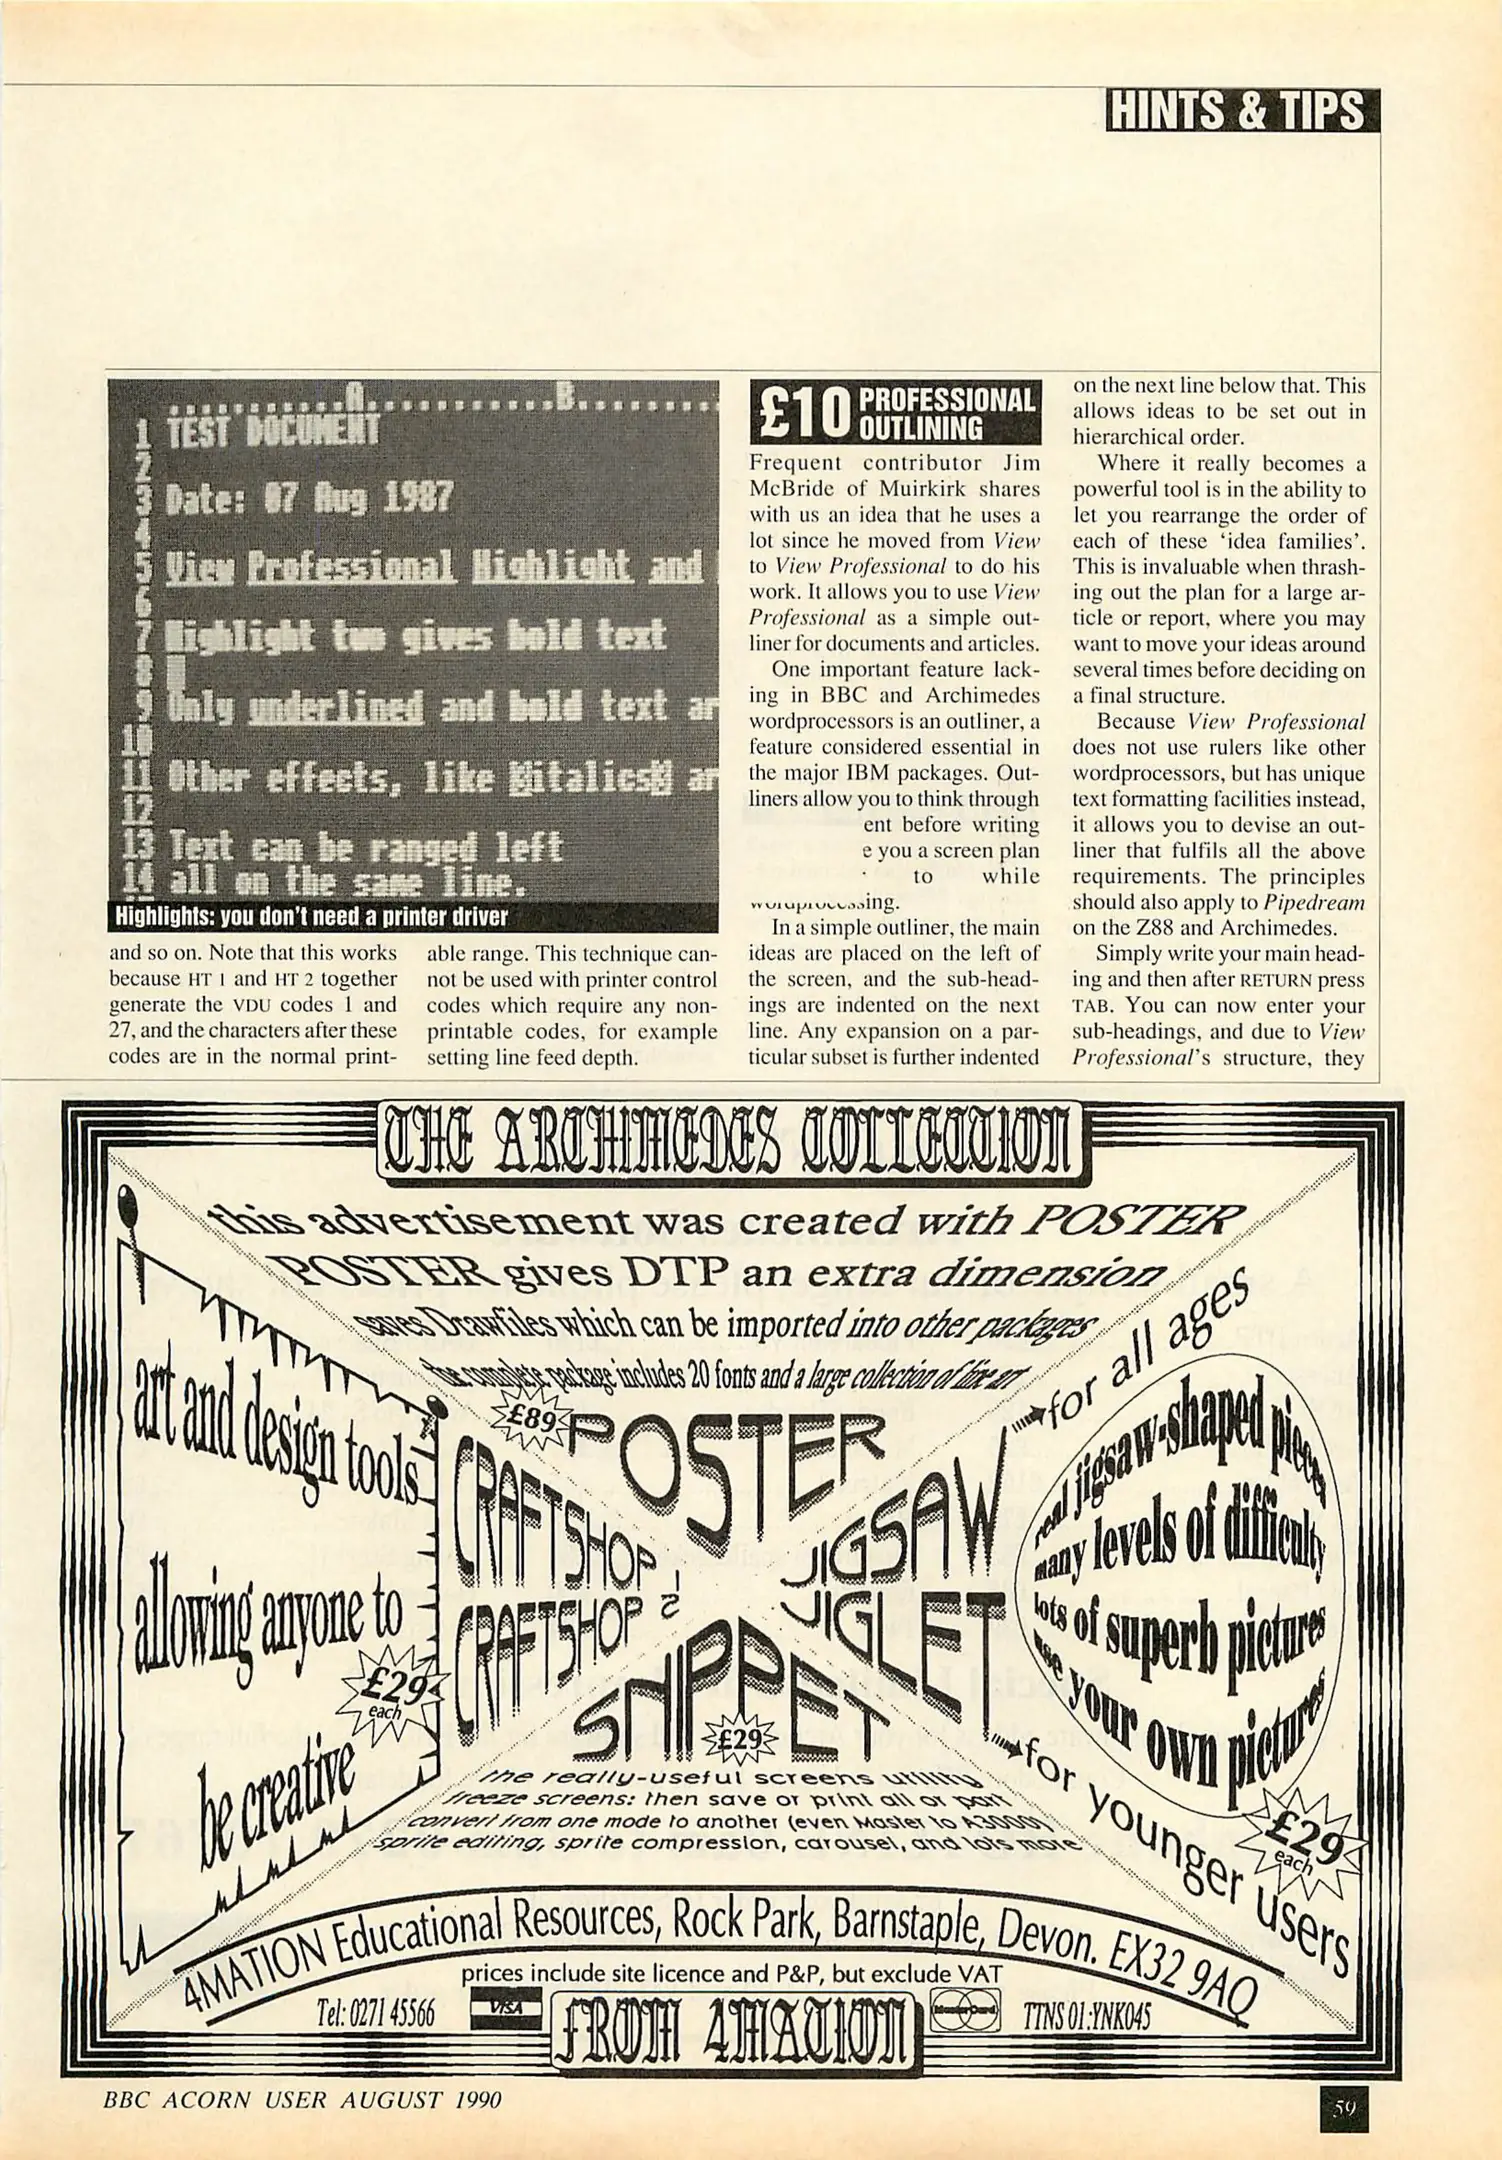 HINTS & TIPS
...........A...........B.........
1 TEST DOCUMENT
2
3 Date: 07 Aug 1987
4
5 View Professional Highlight and
6
7 Highlight two gives bold text
8
9 Only underlined and bold text ar
10
11 Other effects, like italics ar
12
13 Text can be ranged left
14 all on the same line.
Highlights: you don't need a printer driver
and so on. Note that this works
because HT 1 and HT 2 together
generate the VDU codes 1 and
27, and the characters after these
codes are in the normal print-
able range. This technique can-
not be used with printer control
codes which require any non-
printable codes, for example
setting line feed depth.
£10 PROFESSIONAL
OUTLINING
Frequent contributor Jim
McBride of Muirkirk shares
with us an idea that he uses a
lot since he moved from View
to View Professional to do his
work. It allows you to use View
Professional as a simple out-
liner for documents and articles.
One important feature lack-
ing in BBC and Archimedes
wordprocessors is an outliner, a
feature considered essential in
the major IBM packages. Out-
liners allow you to think through
ent before writing
e you a screen plan
to while
wordprocessing.
In a simple outliner, the main
ideas are placed on the left of
the screen, and the sub-head-
ings are indented on the next
line. Any expansion on a par-
ticular subset is further indented
on the next line below that. This
allows ideas to be set out in
hierarchical order.
Where it really becomes a
powerful tool is in the ability to
let you rearrange the order of
each of these ‘idea families’.
This is invaluable when thrash-
ing out the plan for a large ar-
ticle or report, where you may
want to move your ideas around
several times before deciding on
a final structure.
Because View Professional
does not use rulers like other
wordprocessors, but has unique
text formatting facilities instead,
it allows you to devise an out-
liner that fulfils all the above
requirements. The principles
should also apply to Pipedream
on the Z88 and Archimedes.
Simply write your main head-
ing and then after RETURN press
TAB. You can now enter your
sub-headings, and due to View
Professional's structure, they
THE ARCHIMEDES COLLECTION
this advertisement was created with POSTER
POSTER gives DTP an extra dimension
saves Drawfiles which can be imported into other packages
the complete package includes 20 fonts and a large collection of line art
£89
POSTER
art and design tools
allowing anyone to
be creative
£29
each
CRAFTSHOP 1
CRAFTSHOP 2
JIGSAW
JIGLET
for all ages
real jigsaw-shaped pieces
many levels of difficulty
lots of superb pictures
use your own pictures
for younger users
£29
each
SNIPPET
£29
the really-useful screens utility
freeze screens: then save or print all or part
convert from one mode to another (even Master to A3000)
sprite editing, sprite compression, carousel, and lots more
4MATION Educational Resources, Rock Park, Barnstaple, Devon. EX32 9AQ
prices include site licence and P&P, but exclude VAT
Tel: 0271 45566
VISA
FROM 4MATION
MasterCard
TTNS 01:YNK045
BBC ACORN USER AUGUST 1990
59